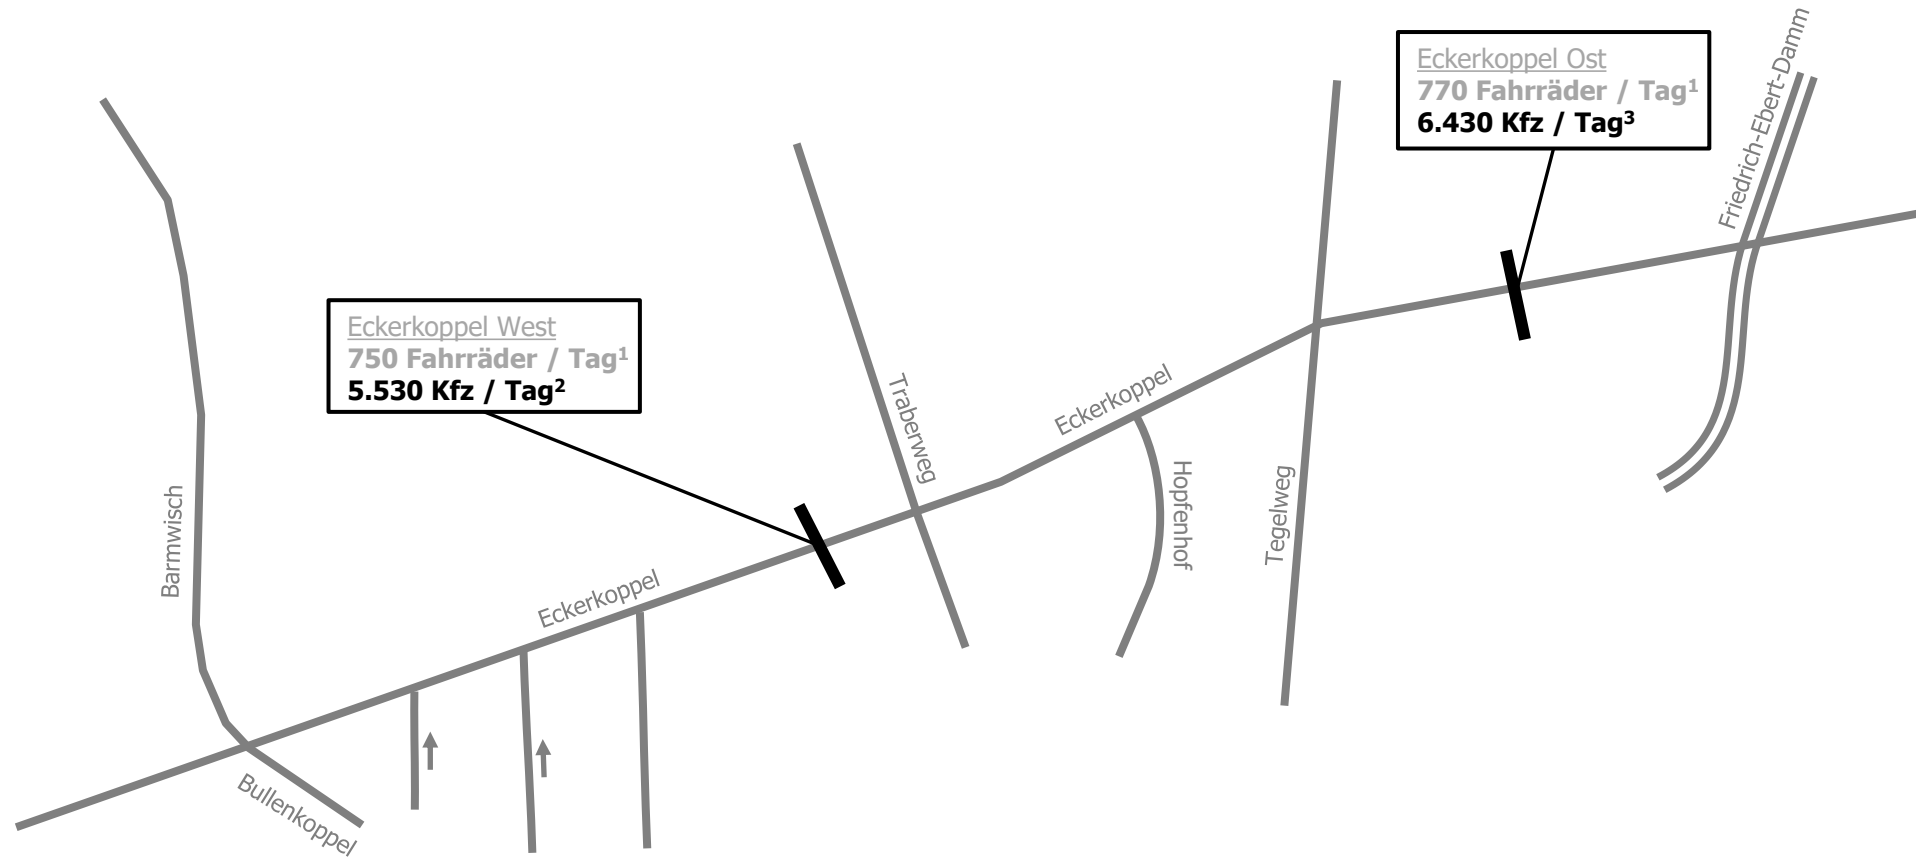 Eckerkoppel Ost
770 Fahrräder / Tag¹
6.430 Kfz / Tag³
Friedrich-Ebert-Damm
Eckerkoppel West
750 Fahrräder / Tag¹
5.530 Kfz / Tag²
Traberweg
Eckerkoppel
Hopfenhof
Tegelweg
Barmwisch
Eckerkoppel
Bullenkoppel